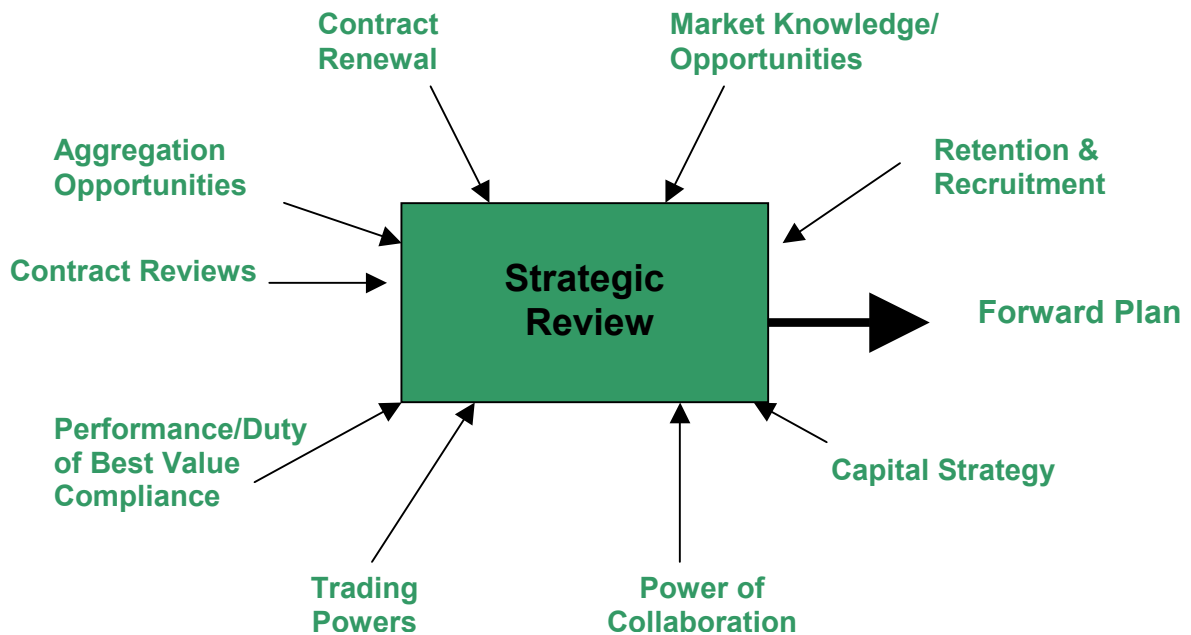 Contract
Renewal
Market Knowledge/
Opportunities
Aggregation
Opportunities
Retention &
Recruitment
Contract Reviews
Strategic
Review
Forward Plan
Performance/Duty
of Best Value
Compliance
Capital Strategy
Trading
Powers
Power of
Collaboration